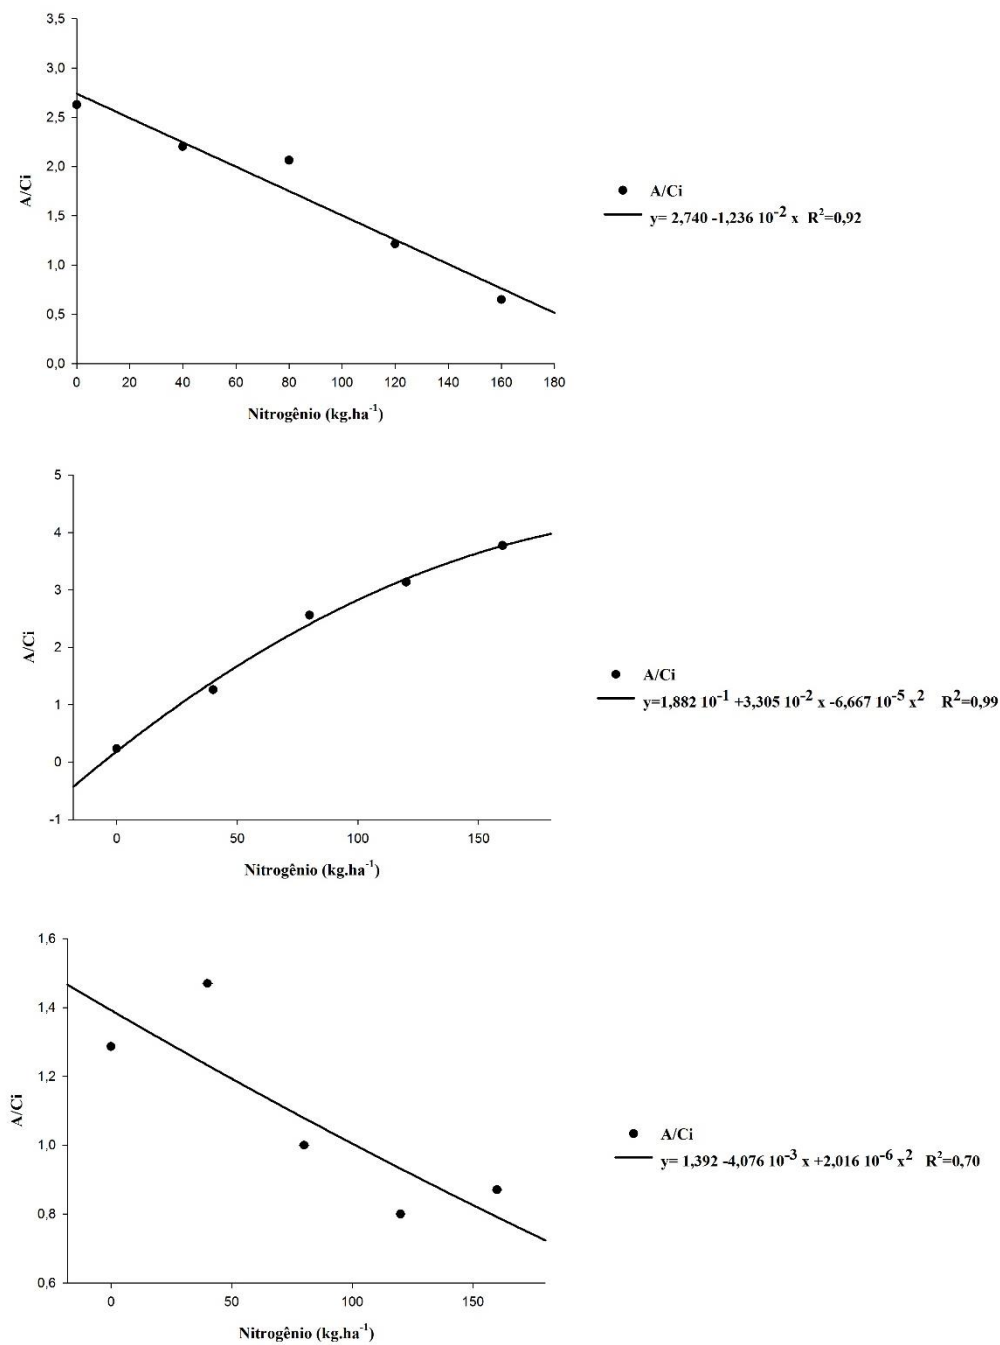 3,5
3,0
2,5
2,0
1,5
1,0
0,5
0,0
A/Ci
0 20 40 60 80 100 120 140 160 180
Nitrogênio (kg.ha⁻¹)
A/Ci
y= 2,740 -1,236 10⁻² x R²=0,92
5
4
3
2
1
0
-1
A/Ci
0 50 100 150
Nitrogênio (kg.ha⁻¹)
A/Ci
y=1,882 10⁻¹ +3,305 10⁻² x -6,667 10⁻⁵ x² R²=0,99
1,6
1,4
1,2
1,0
0,8
0,6
A/Ci
0 50 100 150
Nitrogênio (kg.ha⁻¹)
A/Ci
y= 1,392 -4,076 10⁻³ x +2,016 10⁻⁶ x² R²=0,70